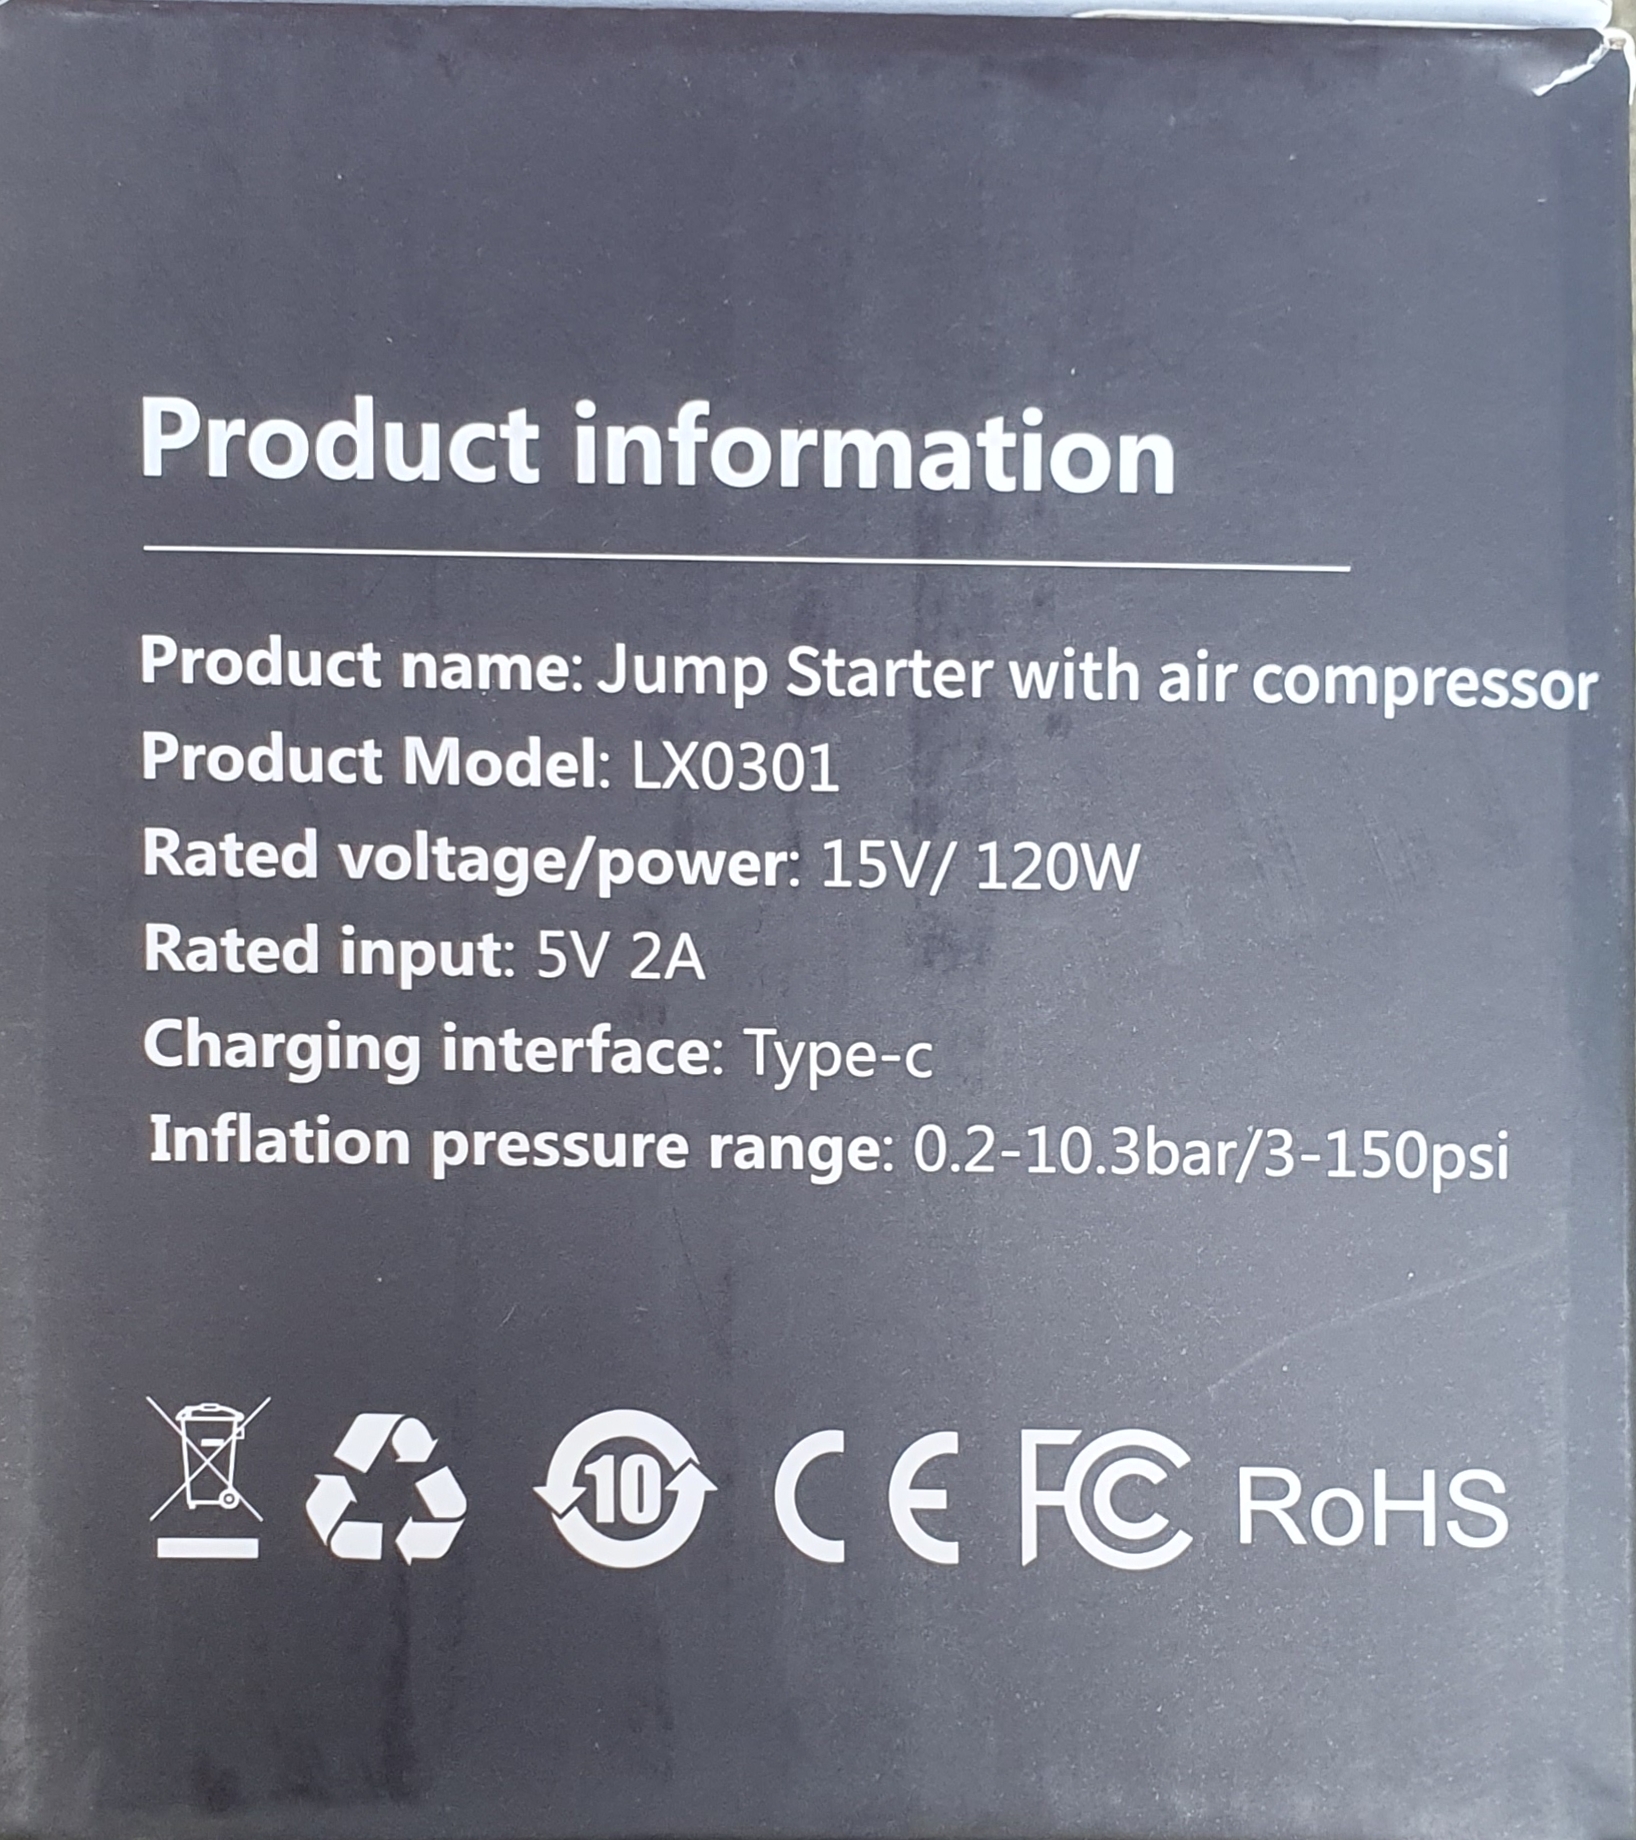 Product information
Product name: Jump Starter with air compressor
Product Model: LX0301
Rated voltage/power: 15V/ 120W
Rated input: 5V 2A
Charging interface: Type-c
Inflation pressure range: 0.2-10.3bar/3-150psi
10 CE FC RoHS